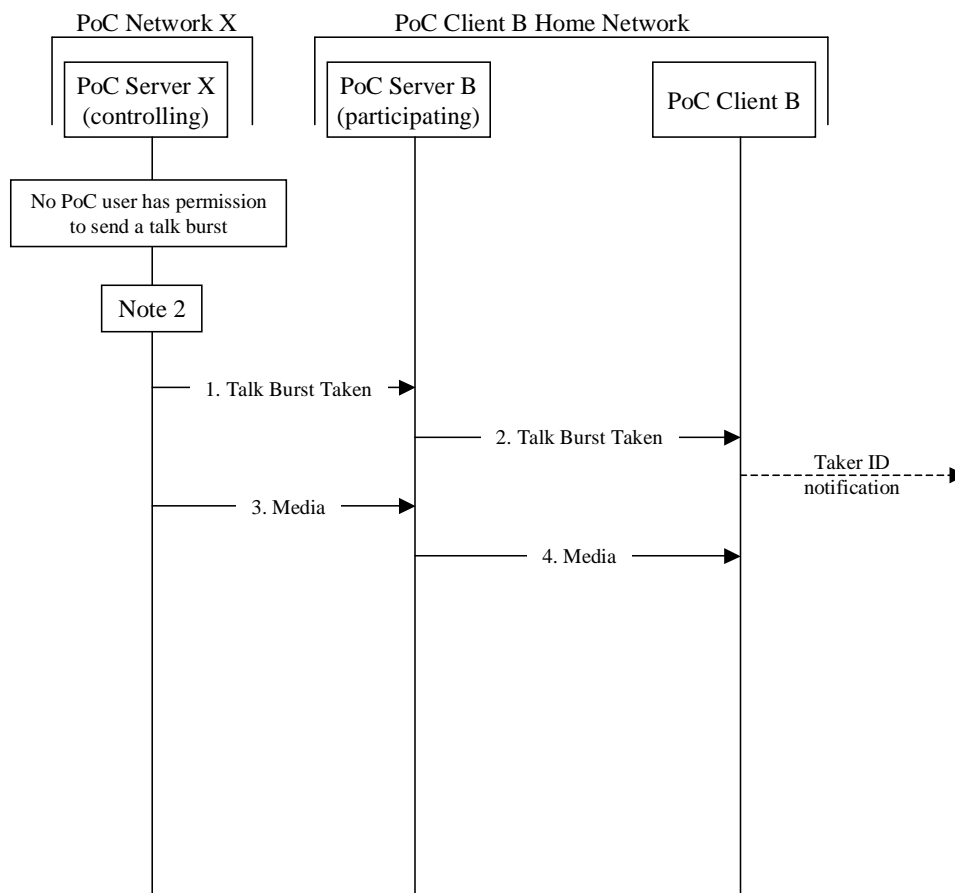 PoC Network X
PoC Client B Home Network
PoC Server X
(controlling)
PoC Server B
(participating)
PoC Client B
No PoC user has permission
to send a talk burst
Note 2
1. Talk Burst Taken
2. Talk Burst Taken
Taker ID
notification
3. Media
4. Media